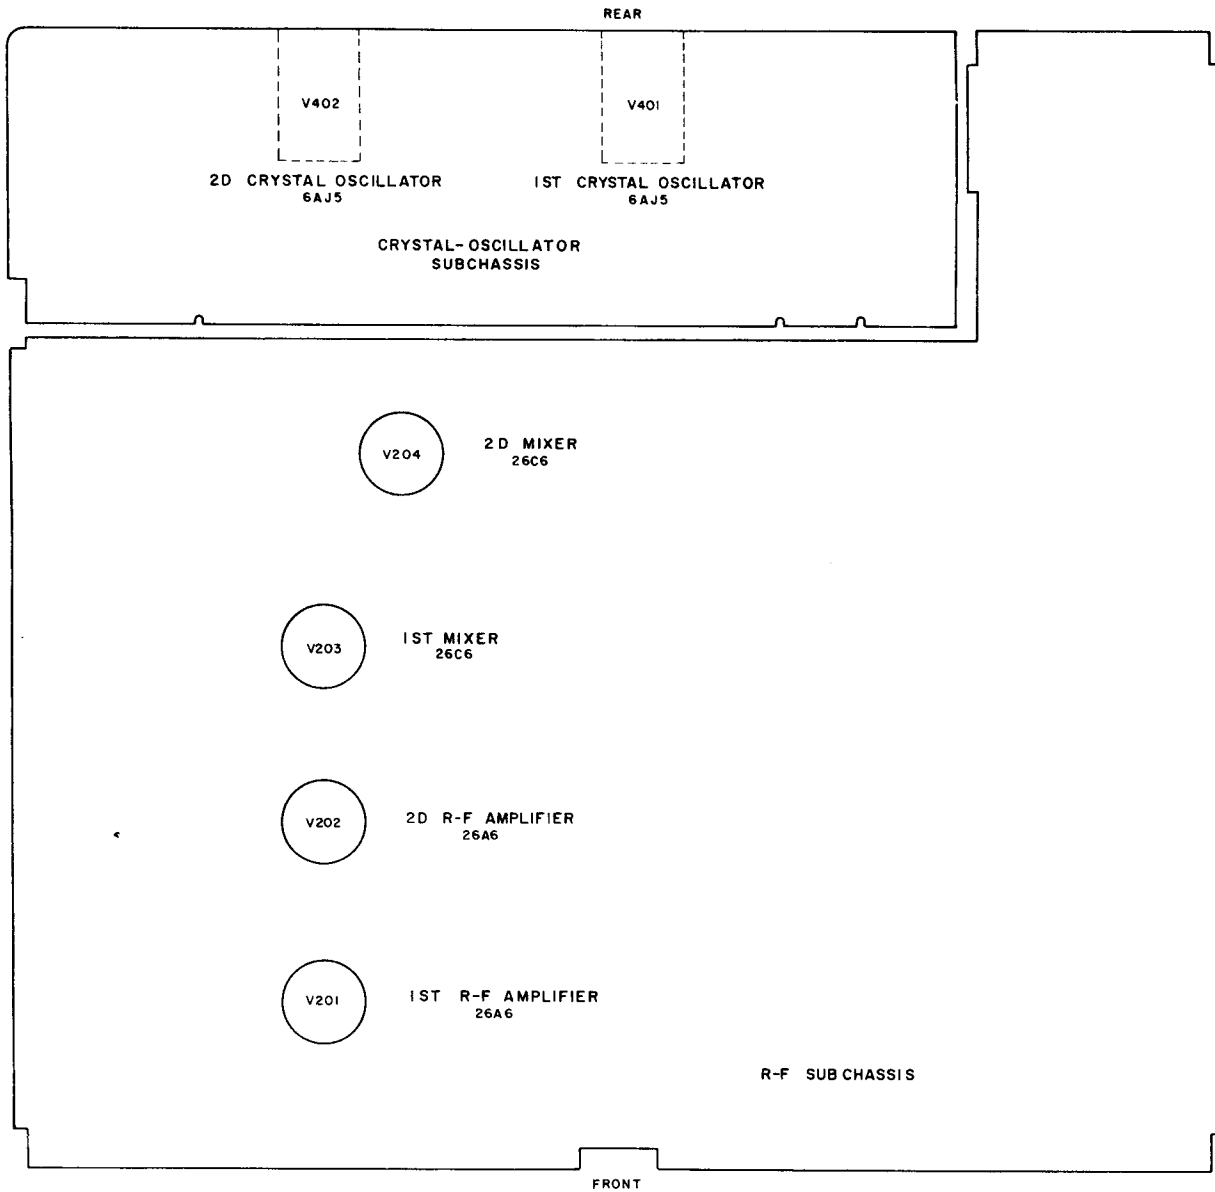 REAR
V402
V401
2D CRYSTAL OSCILLATOR
6AJ5
1ST CRYSTAL OSCILLATOR
6AJ5
CRYSTAL-OSCILLATOR
SUBCHASSIS
V204
2D MIXER
26C6
V203
1ST MIXER
26C6
V202
2D R-F AMPLIFIER
26A6
V201
1ST R-F AMPLIFIER
26A6
R-F SUBCHASSIS
FRONT